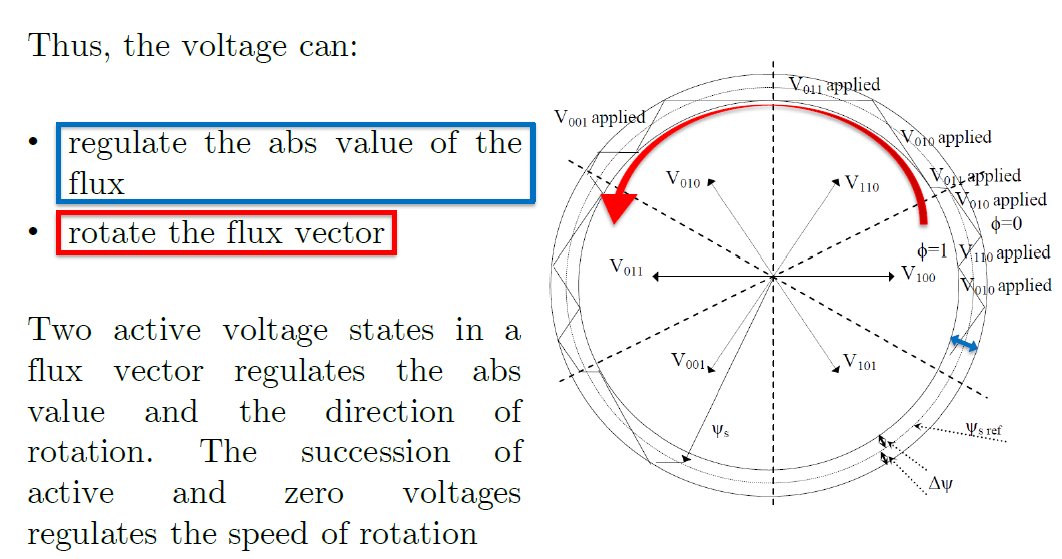 Thus, the voltage can:
• regulate the abs value of the
flux
• rotate the flux vector
Two active voltage states in a
flux vector regulates the abs
value and the direction of
rotation. The succession of
active and zero voltages
regulates the speed of rotation
V011 applied
V001 applied
V010 applied
V011 applied
V010 applied
ϕ=0
ϕ=1
V110 applied
V010 applied
V010
V110
V011
V100
V001
V101
ψs
ψs ref
Δψ